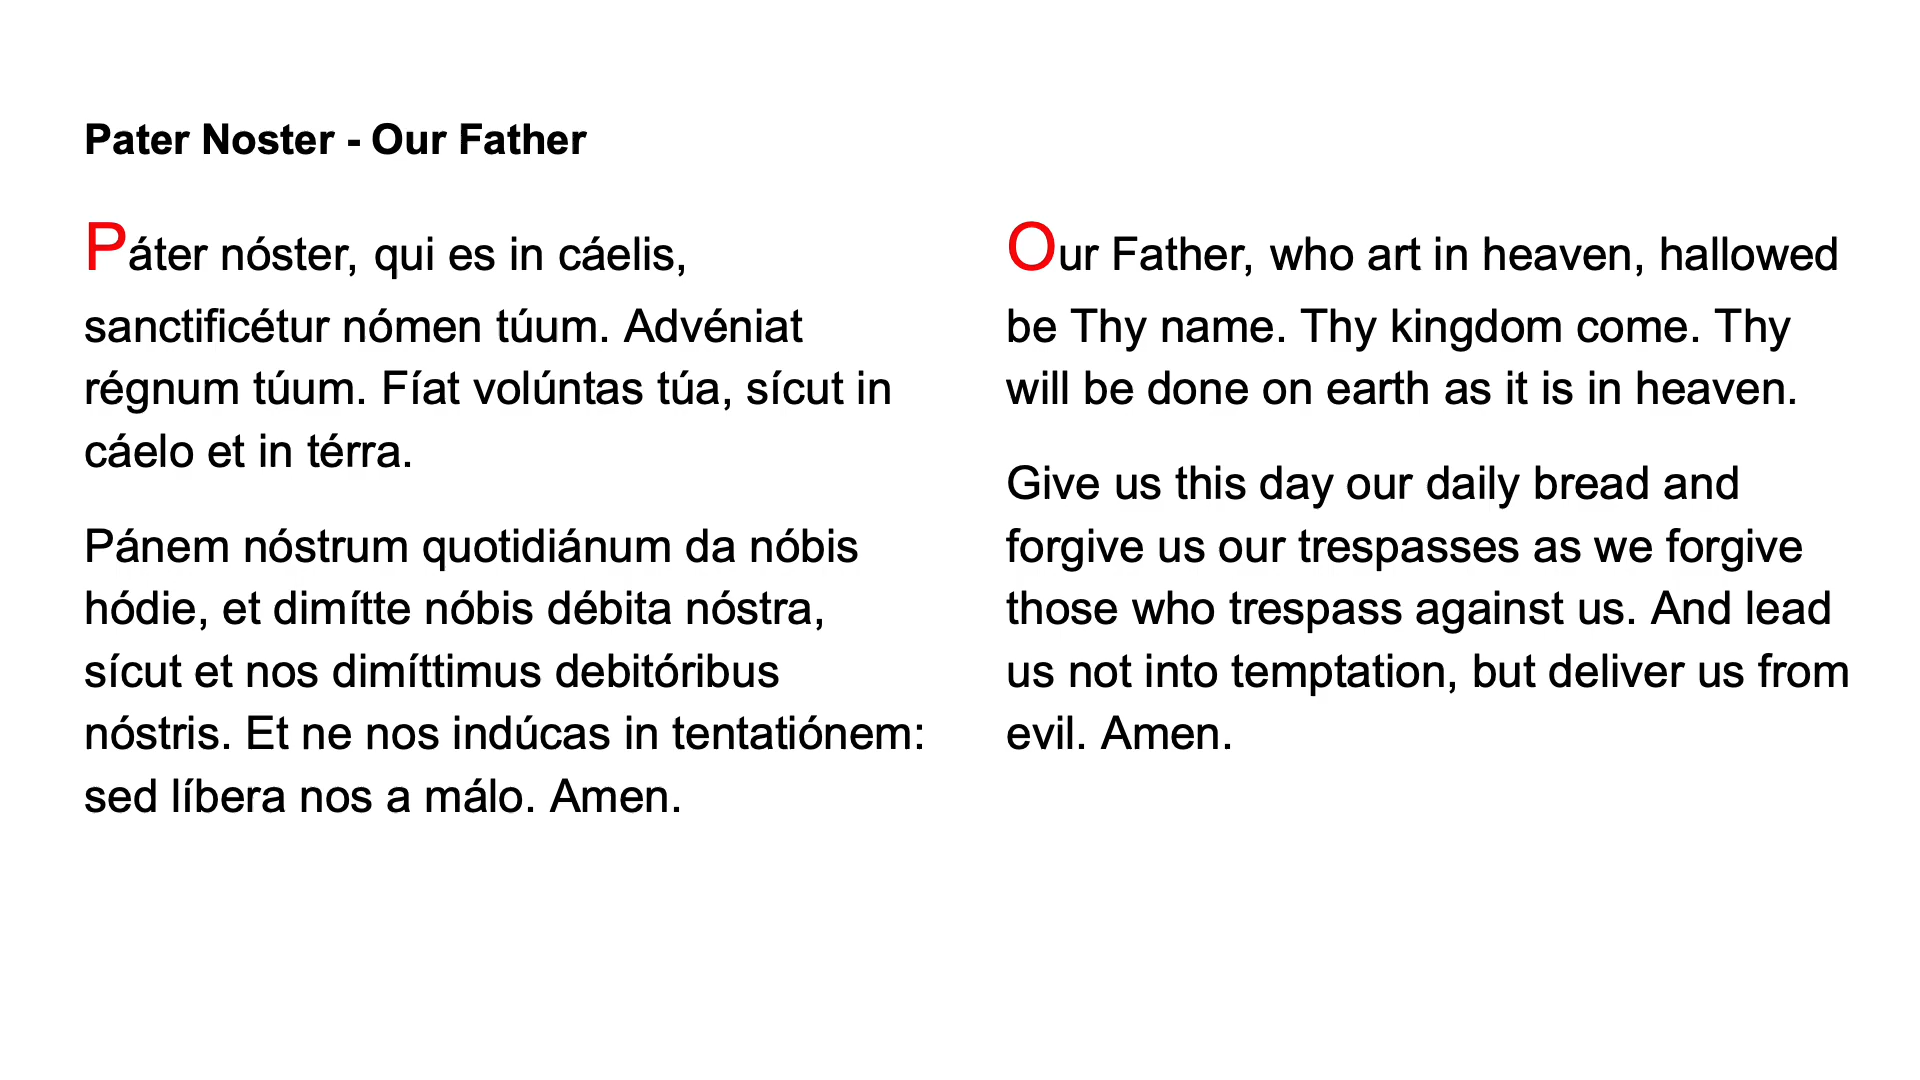 Pater Noster - Our Father
Páter nóster, qui es in cáelis,
sanctificétur nómen túum. Advéniat
régnum túum. Fíat volúntas túa, sícut in
cáelo et in térra.
Pánem nóstrum quotidiánum da nóbis
hódie, et dimítte nóbis débita nóstra,
sícut et nos dimíttimus debitóribus
nóstris. Et ne nos indúcas in tentatiónem:
sed líbera nos a málo. Amen.
Our Father, who art in heaven, hallowed
be Thy name. Thy kingdom come. Thy
will be done on earth as it is in heaven.
Give us this day our daily bread and
forgive us our trespasses as we forgive
those who trespass against us. And lead
us not into temptation, but deliver us from
evil. Amen.